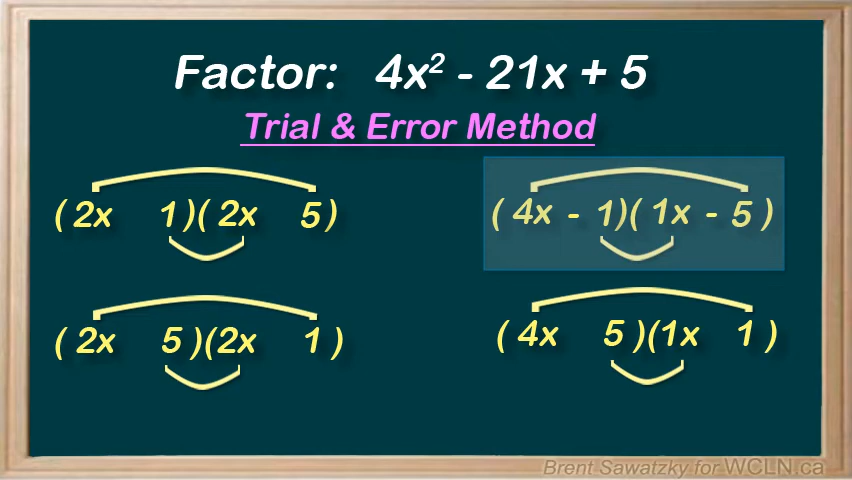 Factor: 4x² - 21x + 5
Trial & Error Method
( 2x 1 )( 2x 5 )
( 4x - 1)( 1x - 5 )
( 2x 5 )(2x 1 )
( 4x 5 )(1x 1 )
Brent Sawatzky for WCLN.ca